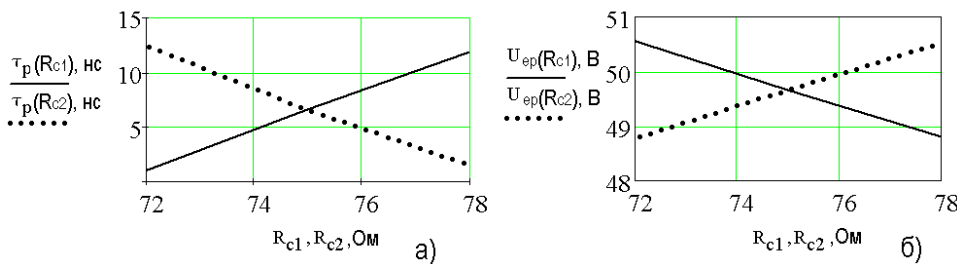 15
10
5
τp(Rc1), нс
τp(Rc2), нс
72 74 76 78
Rc1, Rc2, Ом
а)
51
50
49
48
Uep(Rc1), В
Uep(Rc2), В
72 74 76 78
Rc1, Rc2, Ом
б)